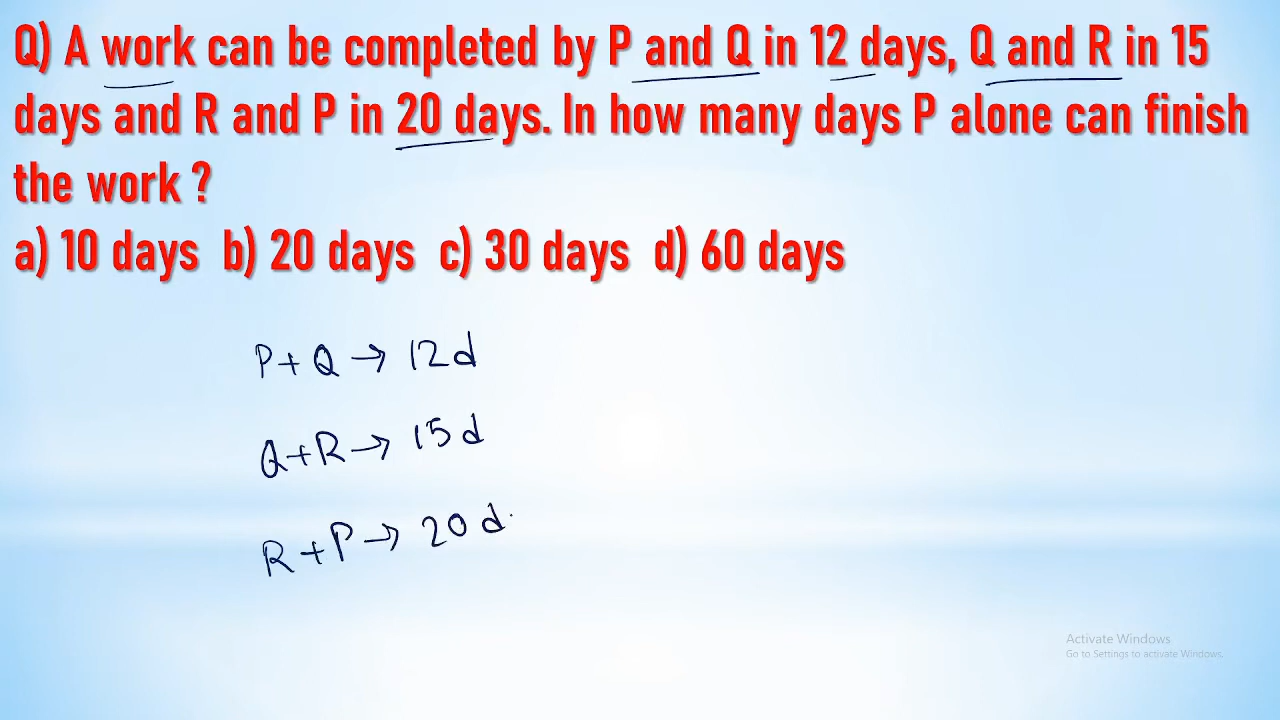 Q) A work can be completed by P and Q in 12 days, Q and R in 15
days and R and P in 20 days. In how many days P alone can finish
the work ?
a) 10 days b) 20 days c) 30 days d) 60 days
P+Q → 12d
Q+R → 15d
R+P → 20d.
Activate Windows
Go to Settings to activate Windows.